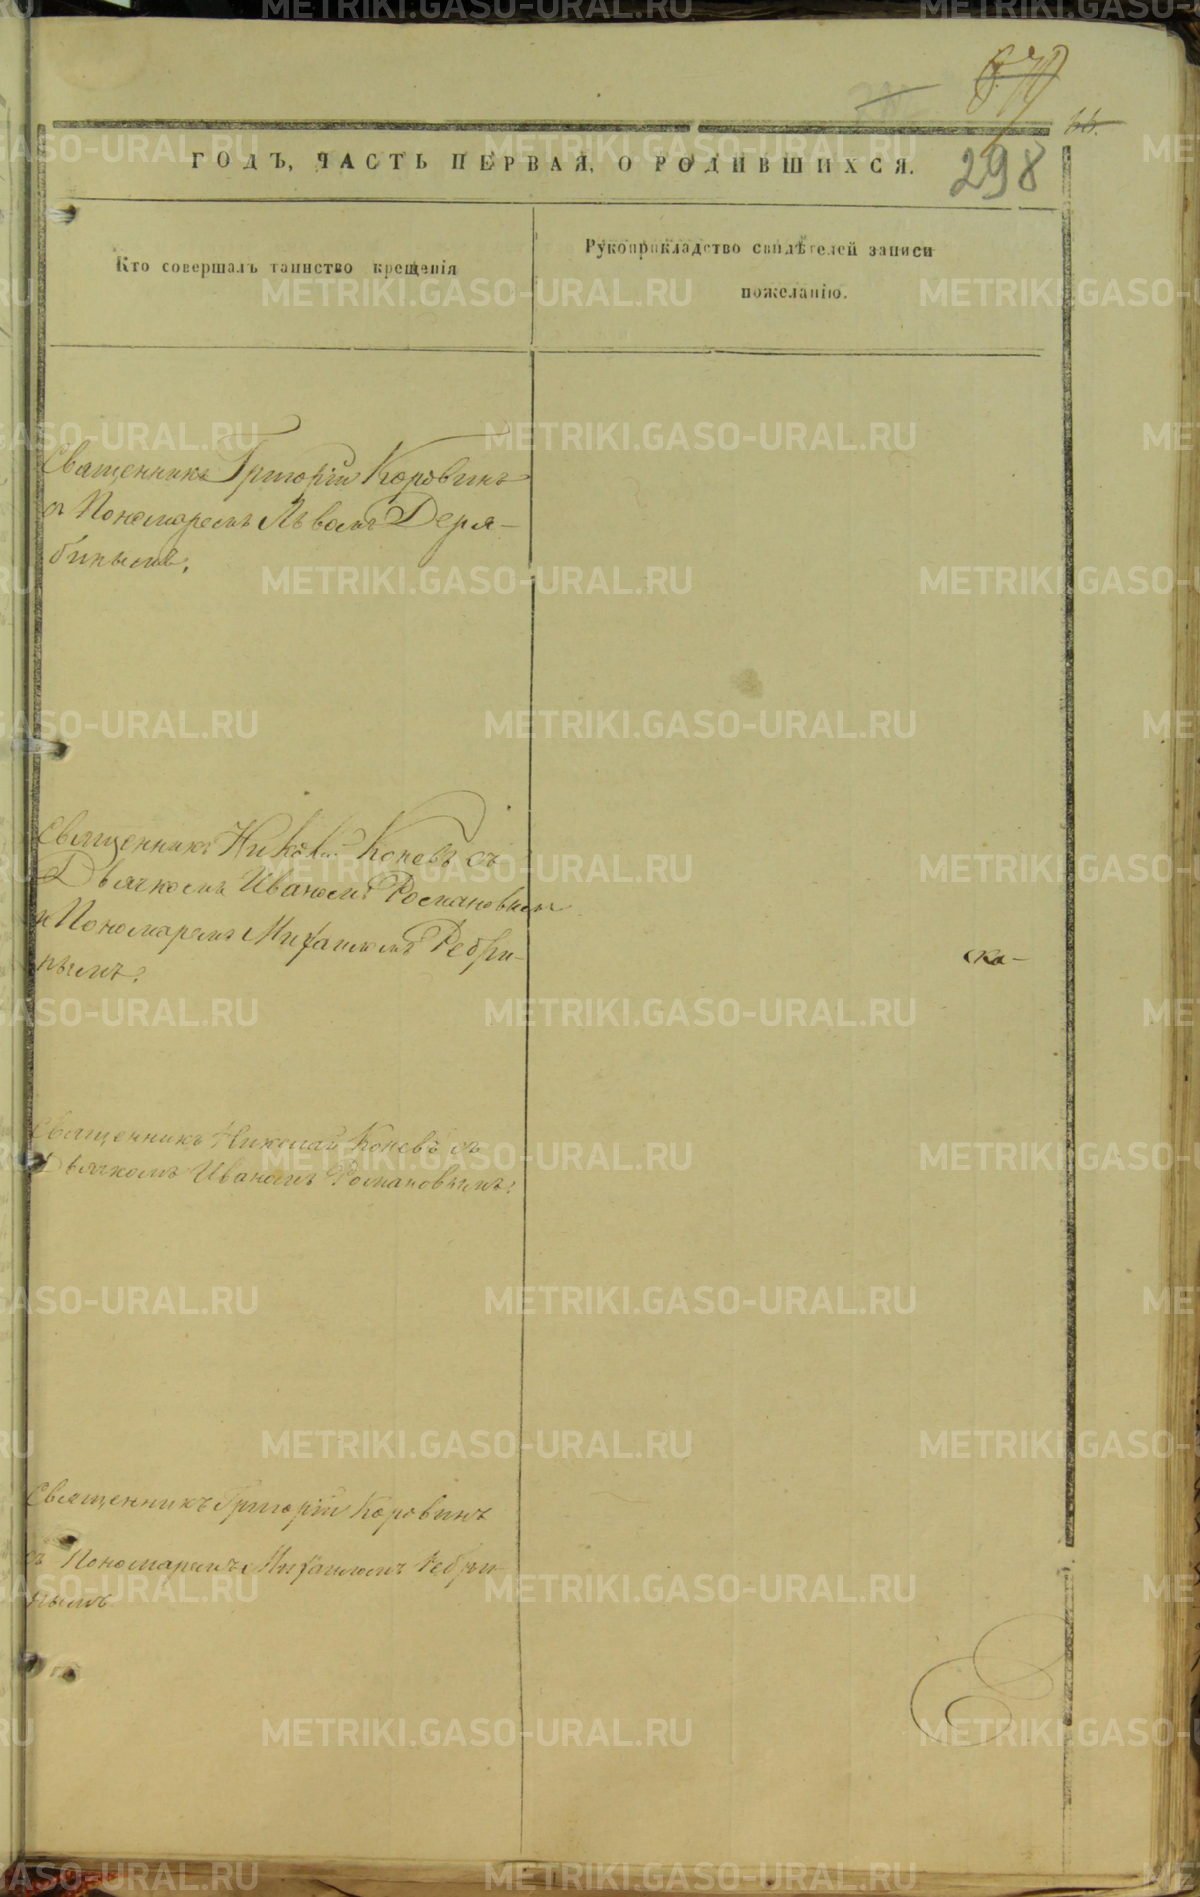 298
ГОДЪ, ЧАСТЬ ПЕРВАЯ, О РОДИВШИХСЯ.
Кто совершалъ таинство крещенія
Рукоприкладство свидѣтелей записи
пожеланію.
Священникъ Григорій Коровинъ
съ Пономаремъ Львомъ Деря-
бинымъ.
Священникъ Николай Коневъ съ
Дьячкомъ Иваномъ Романовымъ
и Пономаремъ Михаиломъ Ребри-
нымъ.
ска-
Священникъ Николай Коневъ съ
Дьячкомъ Иваномъ Романовымъ.
Священникъ Григорій Коровинъ
съ Пономаремъ Михаиломъ Ребри-
нымъ
METRIKI.GASO-URAL.RU